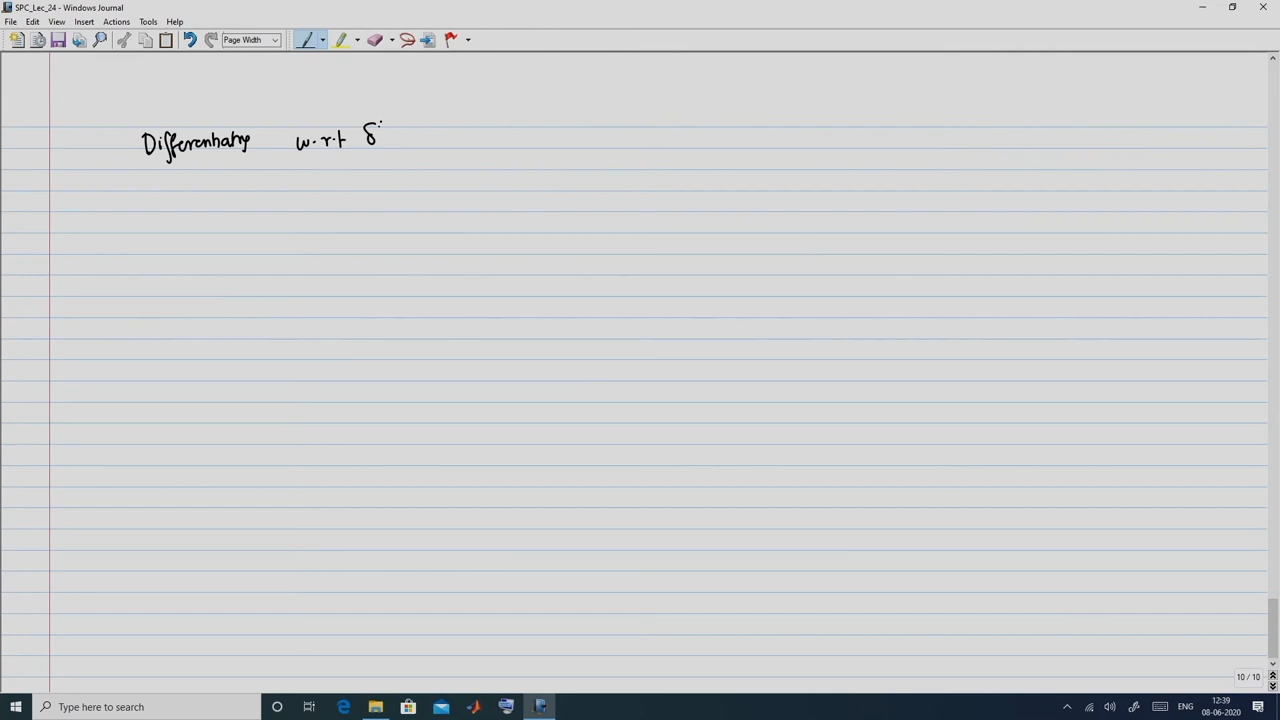 SPC_Lec_24 - Windows Journal
File Edit View Insert Actions Tools Help
Page Width
Differentiating w.r.t δ
10 / 10
Type here to search
ENG
12:39
08-06-2020